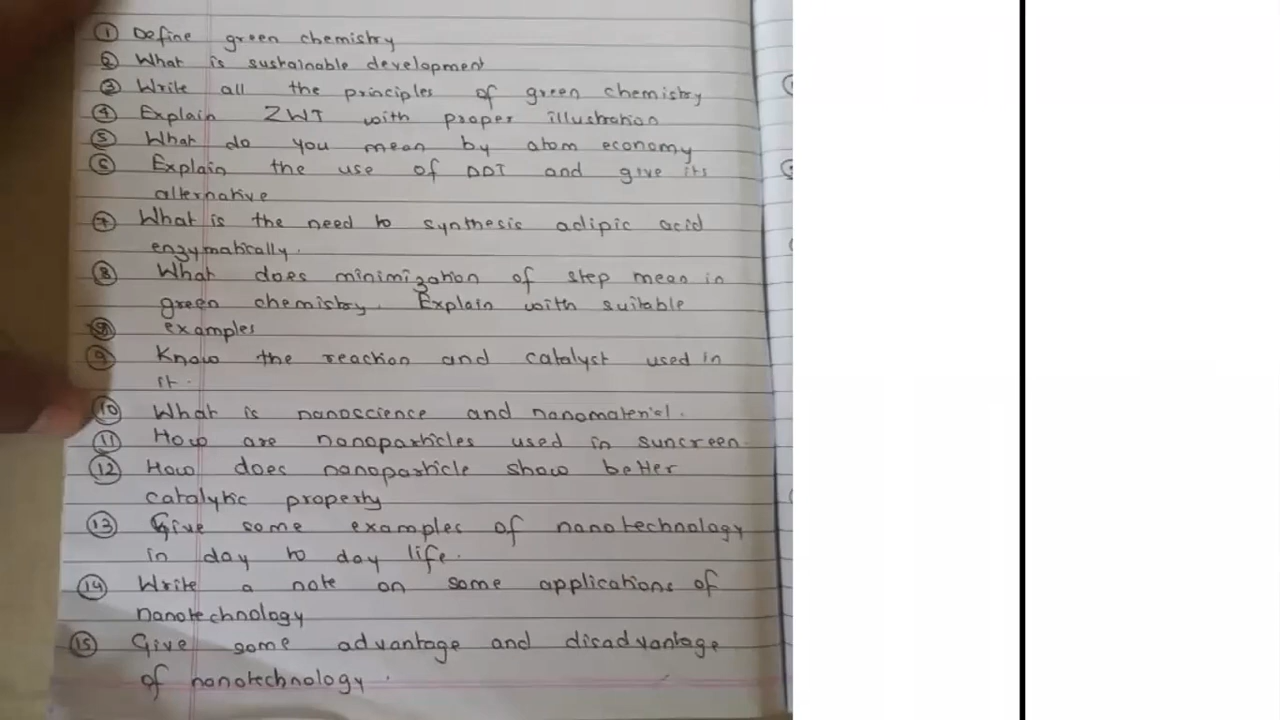 ① Define green chemistry
② What is sustainable development
③ Write all the principles of green chemistry
④ Explain ZWT with proper illustration
⑤ What do you mean by atom economy
⑥ Explain the use of DDT and give its
alternative
⑦ What is the need to synthesis adipic acid
enzymatically.
⑧ What does minimization of step mean in
green chemistry. Explain with suitable
examples
⑨ Know the reaction and catalyst used in
it.
⑩ What is nanoscience and nanomateriel.
⑪ How are nanoparticles used in suncreen.
⑫ How does nanoparticle show better
catalytic property
⑬ Give some examples of nanotechnology
in day to day life.
⑭ Write a note on some applications of
nanotechnology
⑮ Give some advantage and disadvantage
of nanotechnology.